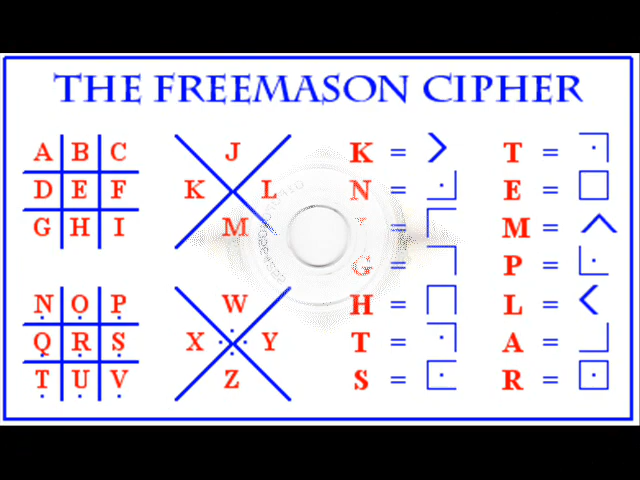 THE FREEMASON CIPHER
A B C
D E F
G H I
J
K L
M
N O P
Q R S
T U V
W
X Y
Z
K =
N =
=
G =
H =
T =
S =
T =
E =
M =
P =
L =
A =
R =